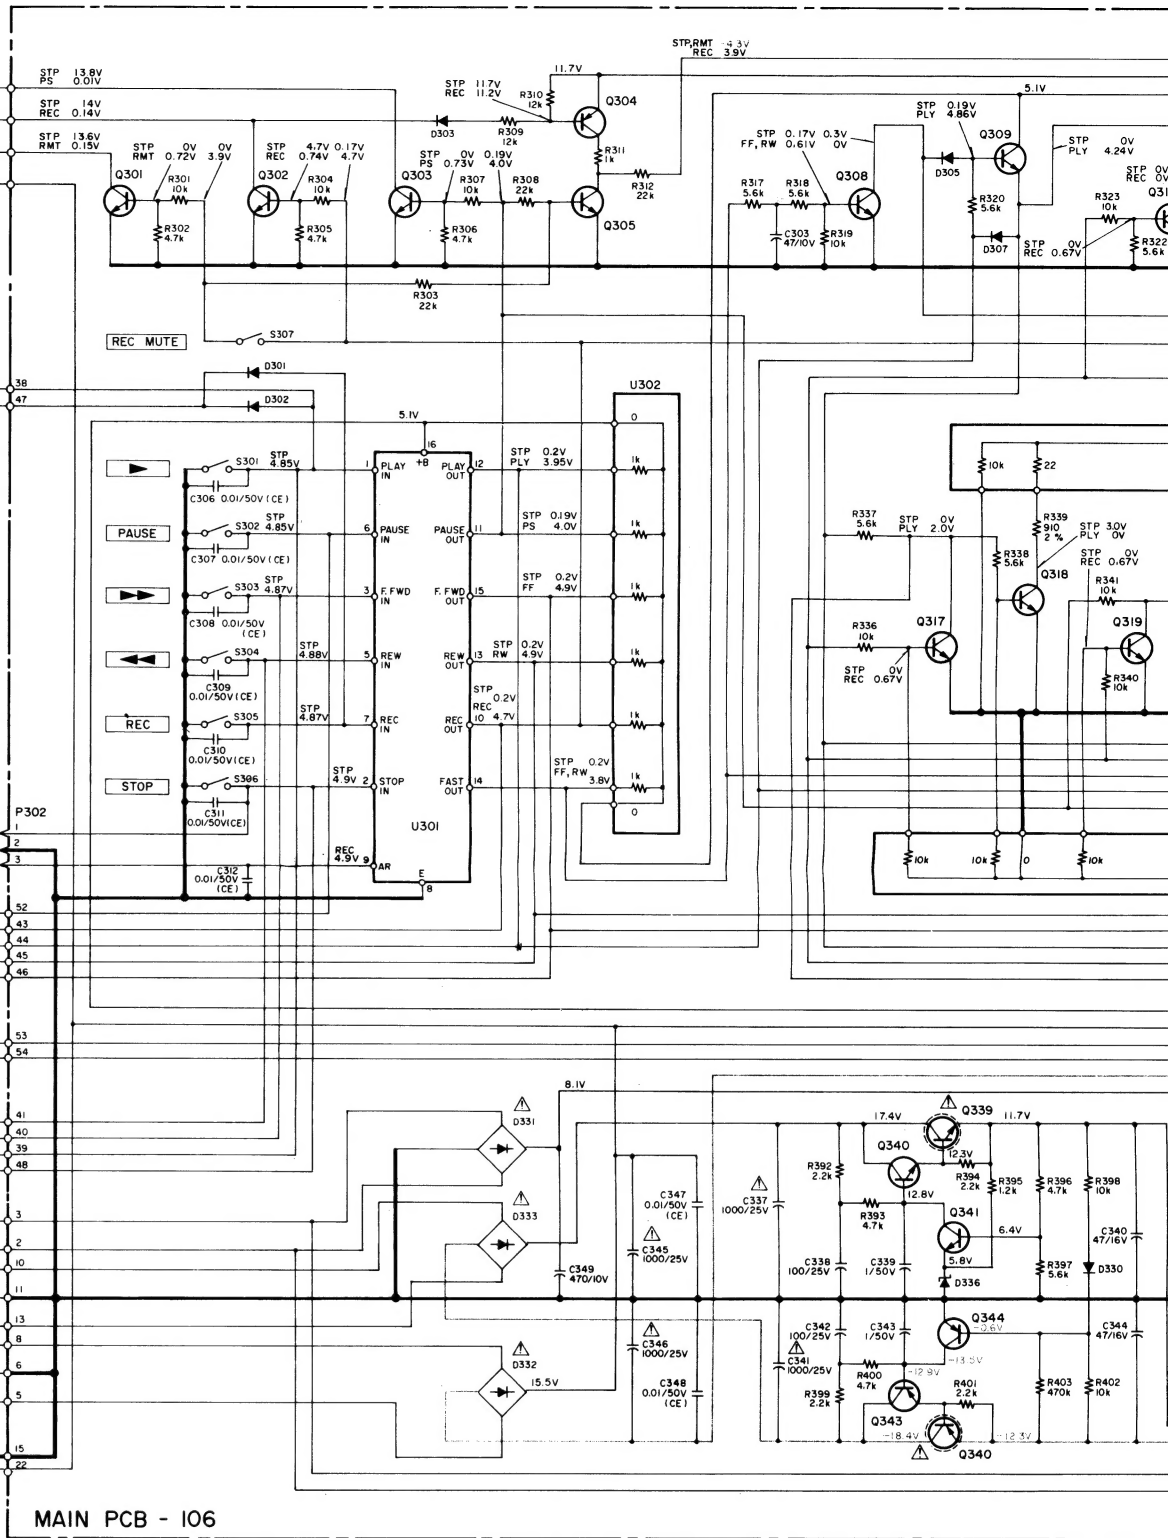 STP,RMT -4.3V
REC 3.9V
STP 13.8V
PS 0.01V
STP 14V
REC 0.14V
STP 13.6V
RMT 0.15V
STP 11.7V
REC 11.2V
11.7V
R310
12k
Q304
D303
R309
12k
R311
1k
5.1V
STP 0.19V
PLY 4.86V
Q309
STP 0V
PLY 4.24V
STP 0.17V 0.3V
FF, RW 0.61V 0V
Q308
D305
Q301
STP 0V 0V
RMT 0.72V 3.9V
R301
10k
R302
4.7k
Q302
STP 4.7V 0.17V
REC 0.74V 4.7V
R304
10k
R305
4.7k
Q303
STP 0V 0.19V
PS 0.73V 4.0V
R307
10k
R308
22k
R306
4.7k
Q305
R312
22k
R317
5.6k
R318
5.6k
C303
47/10V
R319
10k
R320
5.6k
D307
STP 0V
REC 0.67V
STP 0V
REC 0V
R323
10k
R322
5.6k
R303
22k
REC MUTE
S307
D301
D302
38
47
5.1V
U302
0
16
+B
S301
STP
4.85V
C306 0.01/50V (CE)
1
PLAY
IN
PLAY
OUT
12
STP 0.2V
PLY 3.95V
1k
10k
22
PAUSE
S302
STP
4.85V
C307 0.01/50V (CE)
6
PAUSE
IN
PAUSE
OUT
11
STP 0.19V
PS 4.0V
1k
R337
5.6k
STP 0V
PLY 2.0V
R339
910
2 %
STP 3.0V
PLY 0V
R338
5.6k
STP 0V
REC 0.67V
Q318
R341
10k
S303
STP
4.87V
C308 0.01/50V
(CE)
3
F. FWD
IN
F. FWD
OUT
15
STP 0.2V
FF 4.9V
1k
R336
10k
Q317
Q319
STP 0V
REC 0.67V
R340
10k
S304
STP
4.88V
C309
0.01/50V(CE)
5
REW
IN
REW
OUT
13
STP 0.2V
RW 4.9V
1k
REC
S305
STP
4.87V
C310
0.01/50V(CE)
7
REC
IN
REC
OUT
10
STP 0.2V
REC 4.7V
1k
STOP
S306
STP
4.9V
C311
0.01/50V(CE)
2
STOP
IN
FAST
OUT
14
STP 0.2V
FF, RW 3.8V
1k
0
U301
P302
1
2
3
REC
4.9V
9
AR
C312
0.01/50V
(CE)
E
8
10k
10k
0
10k
52
43
44
45
46
53
54
8.1V
41
40
39
48
D331
17.4V
Q339
11.7V
Q340
12.3V
R392
2.2k
R394
2.2k
R395
1.2k
R396
4.7k
R398
10k
12.8V
C347
0.01/50V
(CE)
C337
1000/25V
R393
4.7k
Q341
6.4V
3
2
10
11
D333
C345
1000/25V
C349
470/10V
C338
100/25V
C339
1/50V
5.8V
D336
R397
5.6k
D330
C340
47/16V
13
8
6
5
15
22
D332
15.5V
C346
1000/25V
C348
0.01/50V
(CE)
C342
100/25V
C343
1/50V
C341
1000/25V
Q344
-0.6V
C344
47/16V
-13.5V
-12.9V
R400
4.7k
R399
2.2k
R401
2.2k
R403
470k
R402
10k
Q343
-18.4V
Q340
-12.3V
MAIN PCB - 106